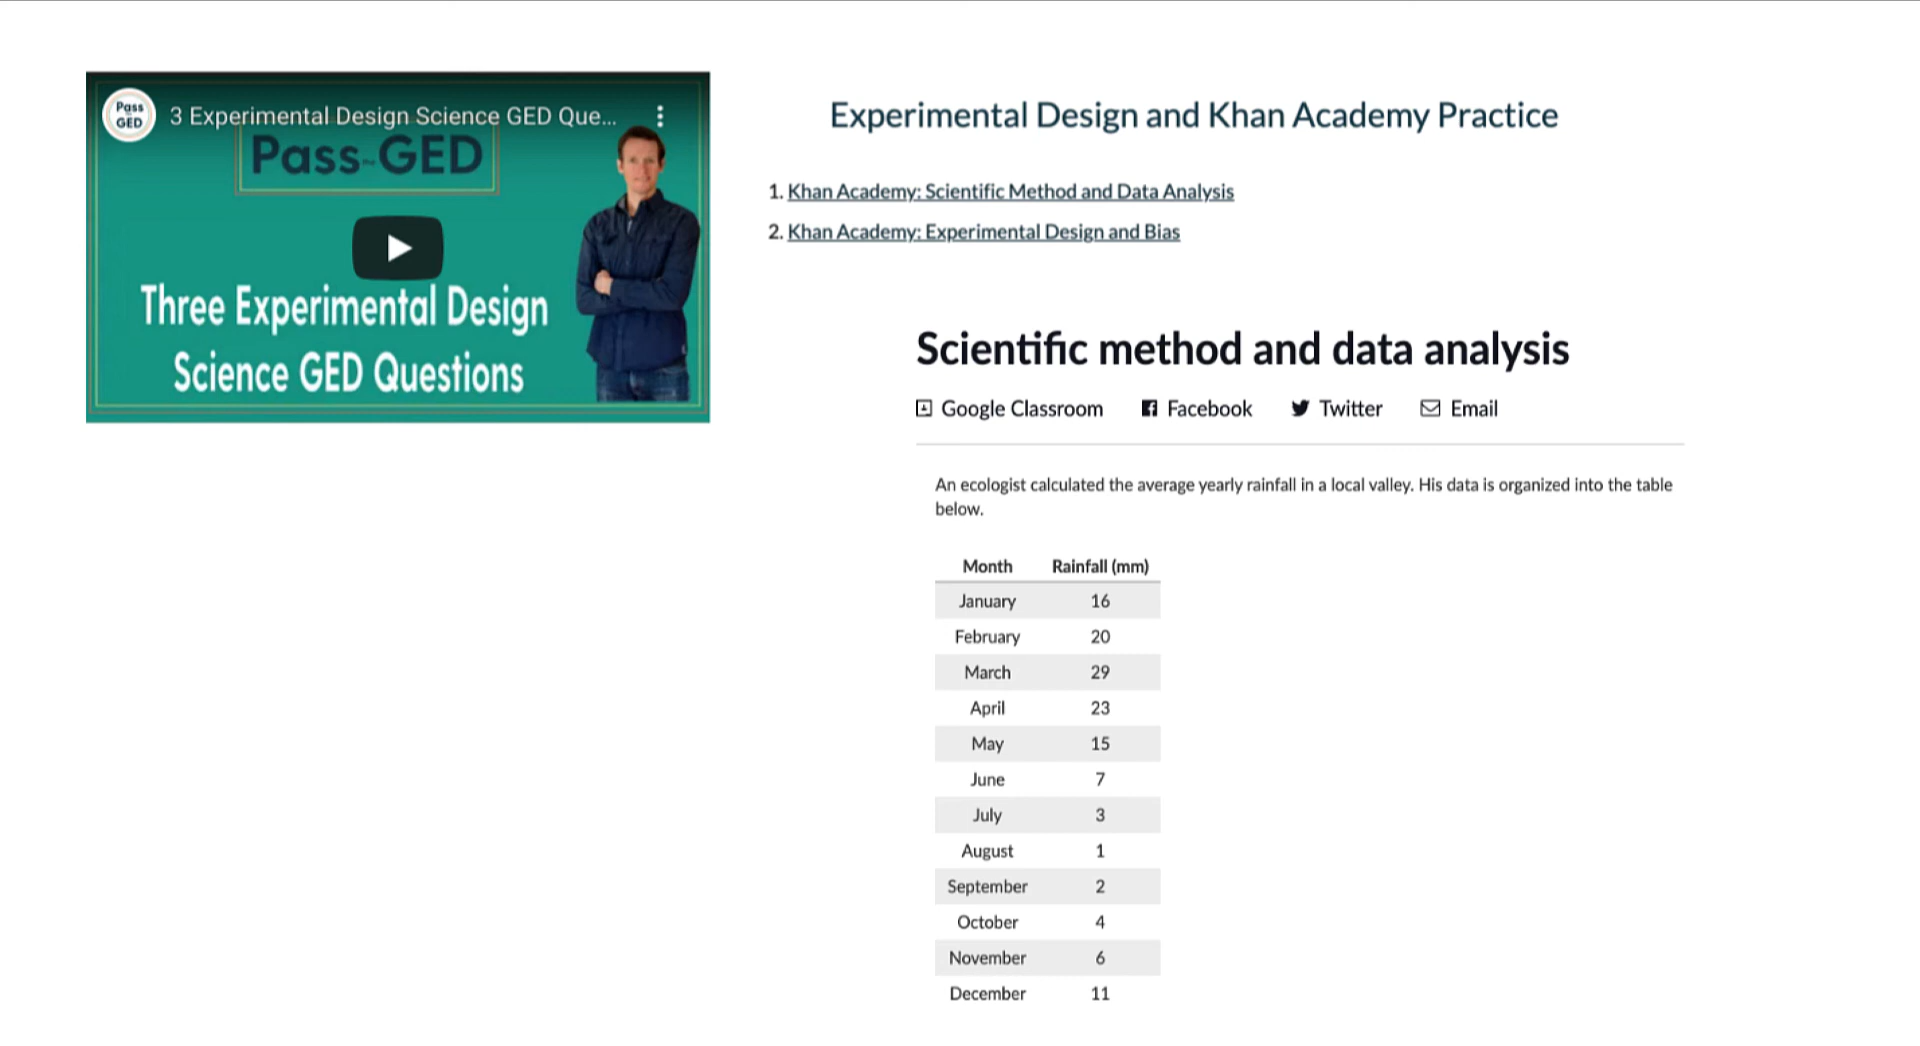 Pass
GED
3 Experimental Design Science GED Que...
Pass the GED
Three Experimental Design
Science GED Questions
Experimental Design and Khan Academy Practice
1. Khan Academy: Scientific Method and Data Analysis
2. Khan Academy: Experimental Design and Bias
Scientific method and data analysis
Google Classroom Facebook Twitter Email
An ecologist calculated the average yearly rainfall in a local valley. His data is organized into the table
below.
Month Rainfall (mm)
January 16
February 20
March 29
April 23
May 15
June 7
July 3
August 1
September 2
October 4
November 6
December 11